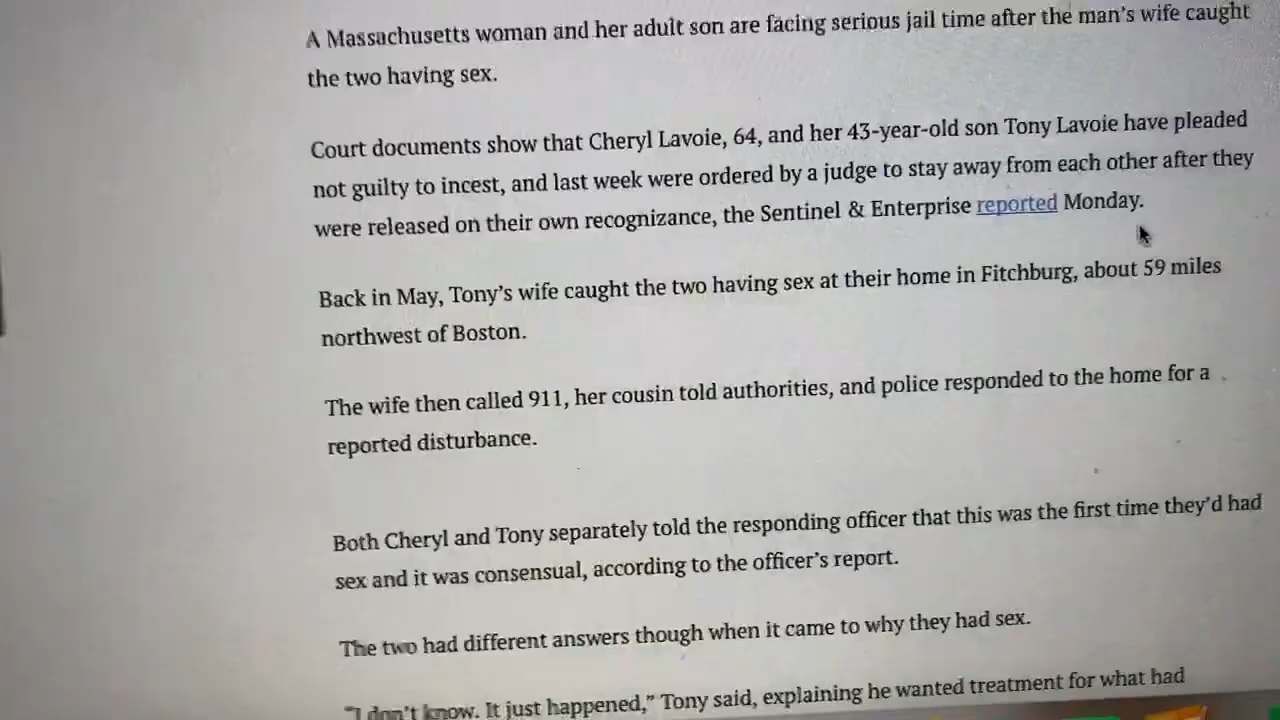 A Massachusetts woman and her adult son are facing serious jail time after the man's wife caught
the two having sex.
Court documents show that Cheryl Lavoie, 64, and her 43-year-old son Tony Lavoie have pleaded
not guilty to incest, and last week were ordered by a judge to stay away from each other after they
were released on their own recognizance, the Sentinel & Enterprise reported Monday.
Back in May, Tony's wife caught the two having sex at their home in Fitchburg, about 59 miles
northwest of Boston.
The wife then called 911, her cousin told authorities, and police responded to the home for a
reported disturbance.
Both Cheryl and Tony separately told the responding officer that this was the first time they'd had
sex and it was consensual, according to the officer's report.
The two had different answers though when it came to why they had sex.
"I don't know. It just happened," Tony said, explaining he wanted treatment for what had